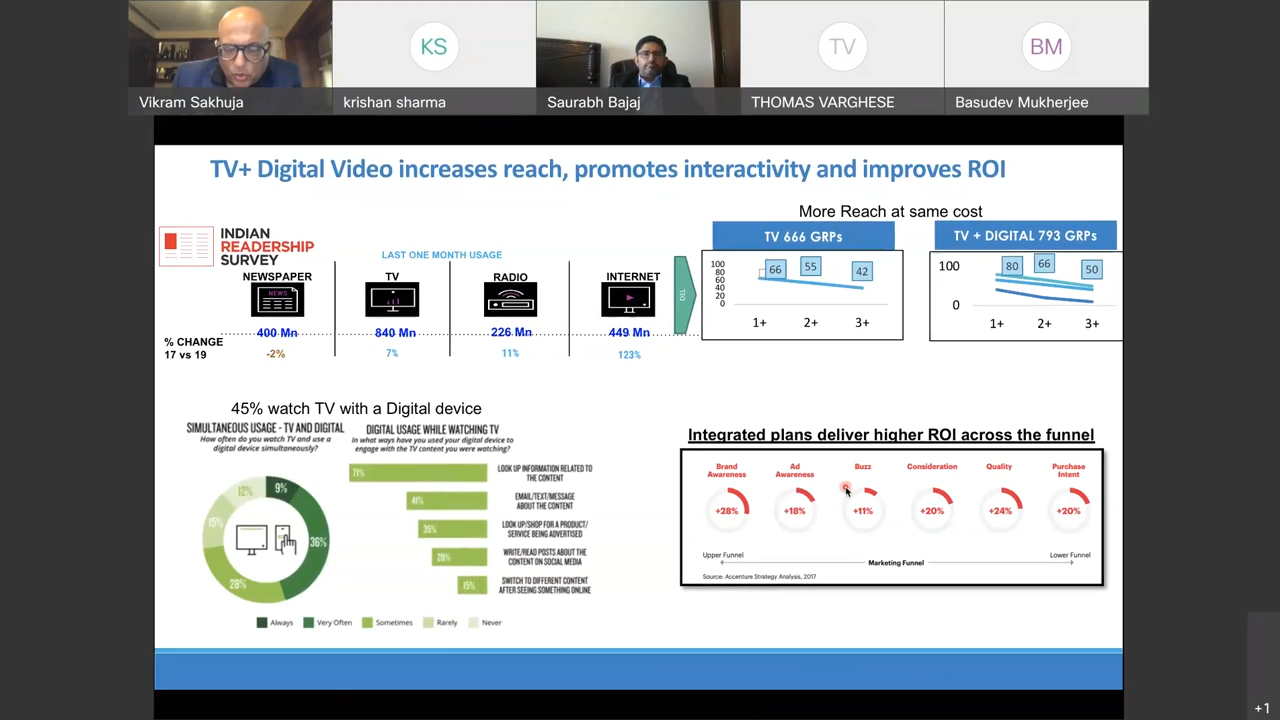 KS
TV
BM
Vikram Sakhuja
krishan sharma
Saurabh Bajaj
THOMAS VARGHESE
Basudev Mukherjee
TV+ Digital Video increases reach, promotes interactivity and improves ROI
INDIAN
READERSHIP
SURVEY
LAST ONE MONTH USAGE
NEWSPAPER
TV
RADIO
INTERNET
NEWS
400 Mn
840 Mn
226 Mn
449 Mn
% CHANGE
17 vs 19
-2%
7%
11%
123%
DEL
More Reach at same cost
TV 666 GRPs
100
80
60
40
20
0
66
55
42
1+
2+
3+
TV + DIGITAL 793 GRPs
100
0
80
66
50
1+
2+
3+
45% watch TV with a Digital device
SIMULTANEOUS USAGE - TV AND DIGITAL
How often do you watch TV and use a
digital device simultaneously?
9%
36%
28%
15%
12%
DIGITAL USAGE WHILE WATCHING TV
In what ways have you used your digital device to
engage with the TV content you were watching?
71%
LOOK UP INFORMATION RELATED TO
THE CONTENT
41%
EMAIL/TEXT/MESSAGE
ABOUT THE CONTENT
35%
LOOK UP/SHOP FOR A PRODUCT/
SERVICE BEING ADVERTISED
28%
WRITE/READ POSTS ABOUT THE
CONTENT ON SOCIAL MEDIA
15%
SWITCH TO DIFFERENT CONTENT
AFTER SEEING SOMETHING ONLINE
Always
Very Often
Sometimes
Rarely
Never
Integrated plans deliver higher ROI across the funnel
Brand
Awareness
Ad
Awareness
Buzz
Consideration
Quality
Purchase
Intent
+28%
+18%
+11%
+20%
+24%
+20%
Upper Funnel
Marketing Funnel
Lower Funnel
Source: Accenture Strategy Analysis, 2017
+1